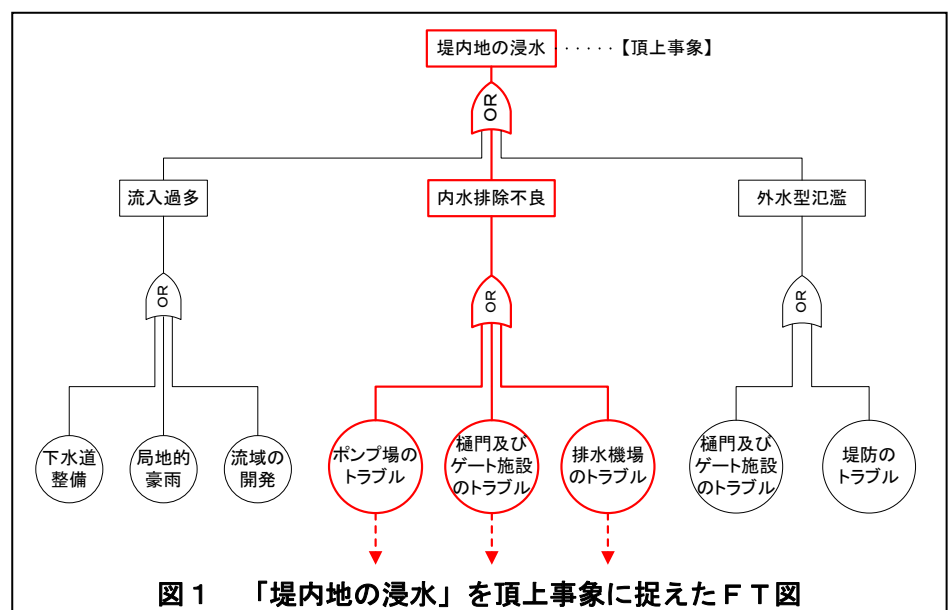 堤内地の浸水 ······【頂上事象】
OR
流入過多
内水排除不良
外水型氾濫
OR
OR
OR
下水道
整備
局地的
豪雨
流域の
開発
ポンプ場の
トラブル
樋門及び
ゲート施設
のトラブル
排水機場
のトラブル
樋門及び
ゲート施設
のトラブル
堤防の
トラブル
図1 「堤内地の浸水」を頂上事象に捉えたFT図